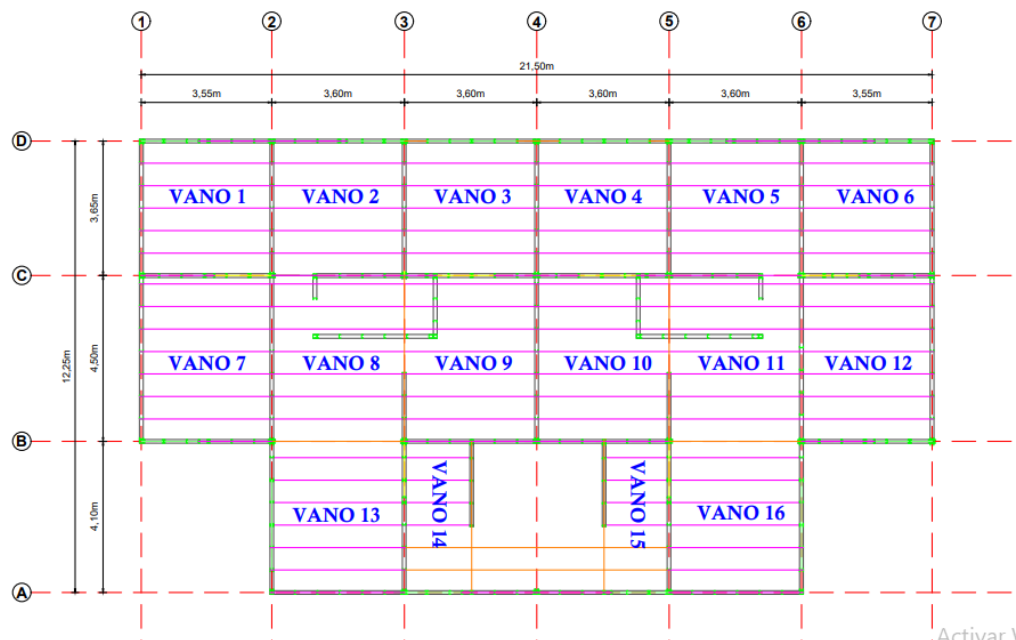 1 2 3 4 5 6 7
21,50m
3,55m 3,60m 3,60m 3,60m 3,60m 3,55m
D
VANO 1 VANO 2 VANO 3 VANO 4 VANO 5 VANO 6
3,65m
C
12,25m
4,50m
VANO 7 VANO 8 VANO 9 VANO 10 VANO 11 VANO 12
B
4,10m
VANO 13 VANO 14 VANO 15 VANO 16
A
Activar